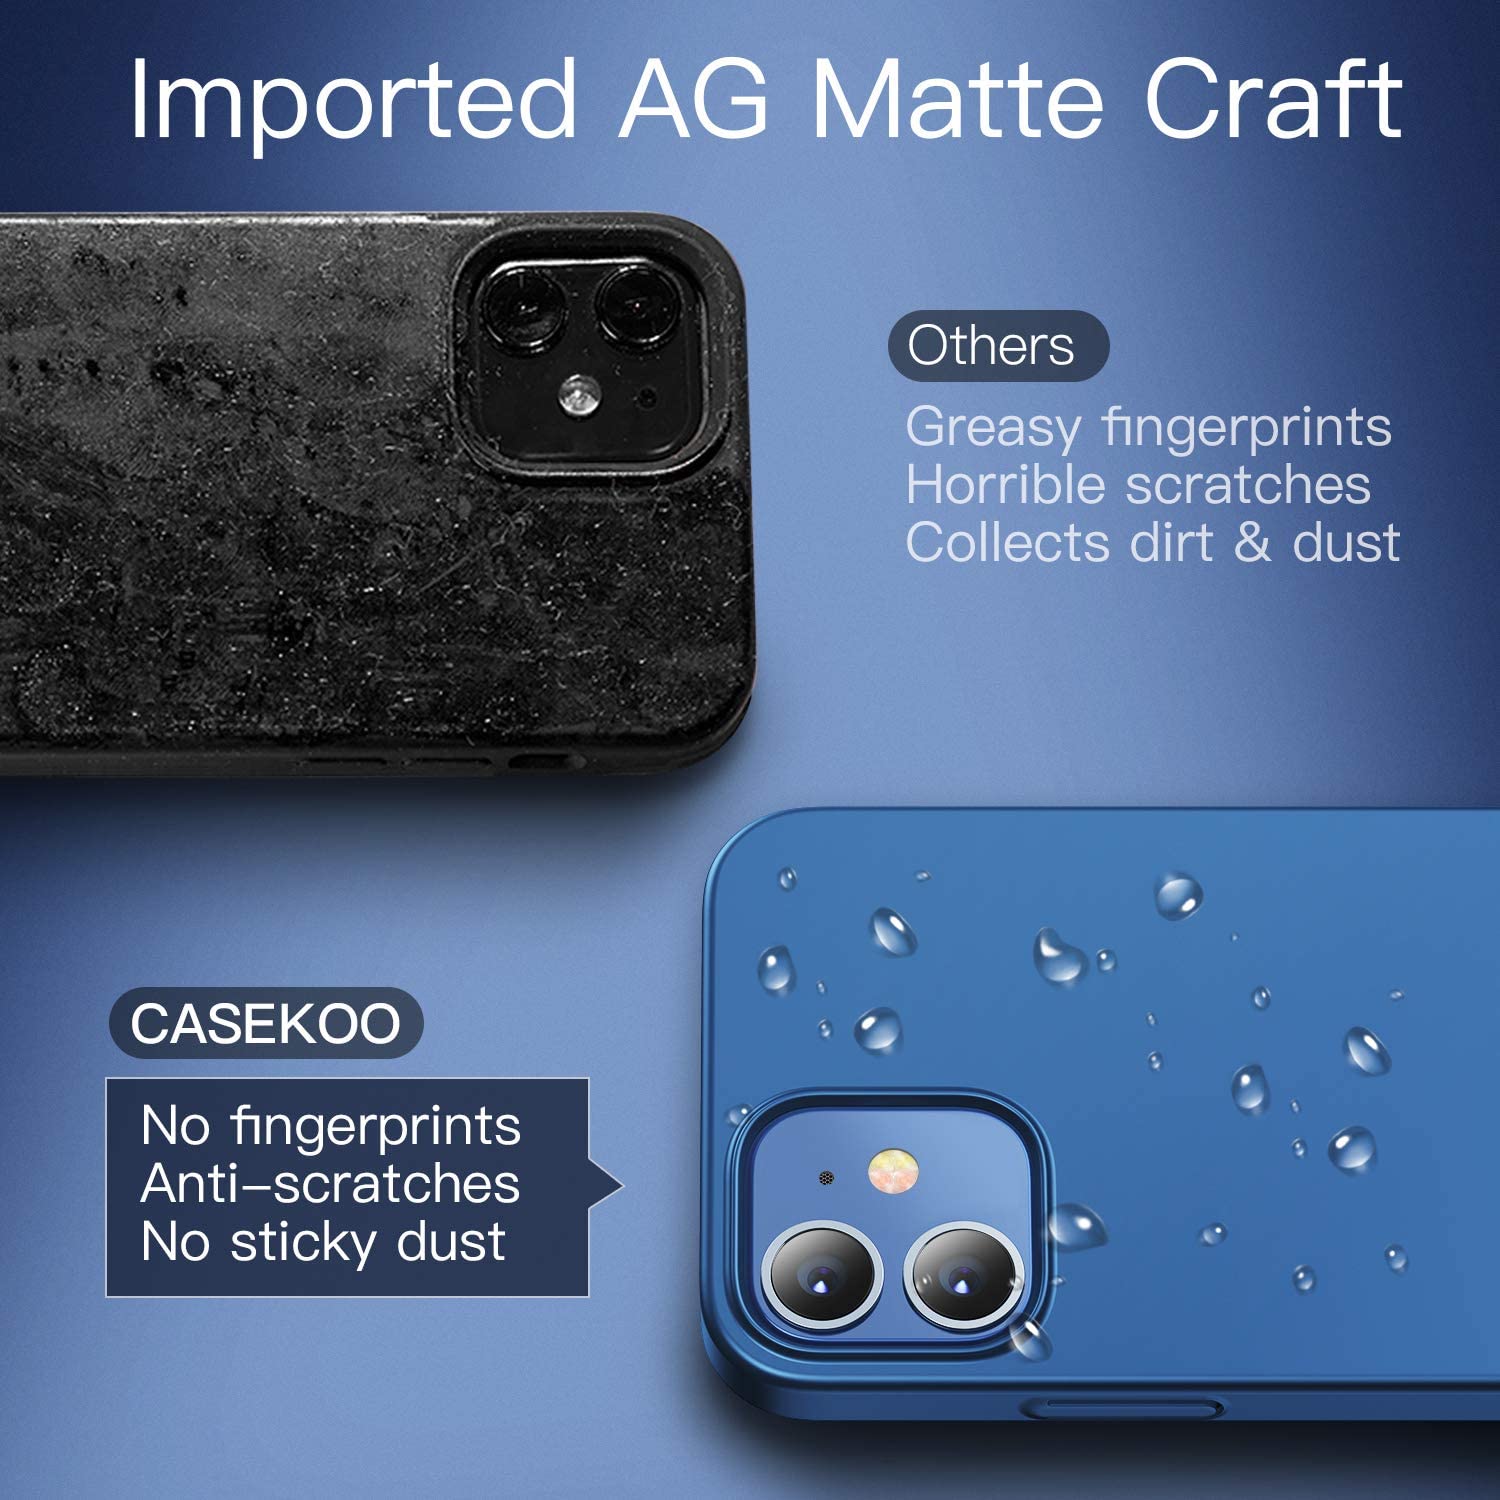 Imported AG Matte Craft
Others
Greasy fingerprints
Horrible scratches
Collects dirt & dust
CASEKOO
No fingerprints
Anti-scratches
No sticky dust